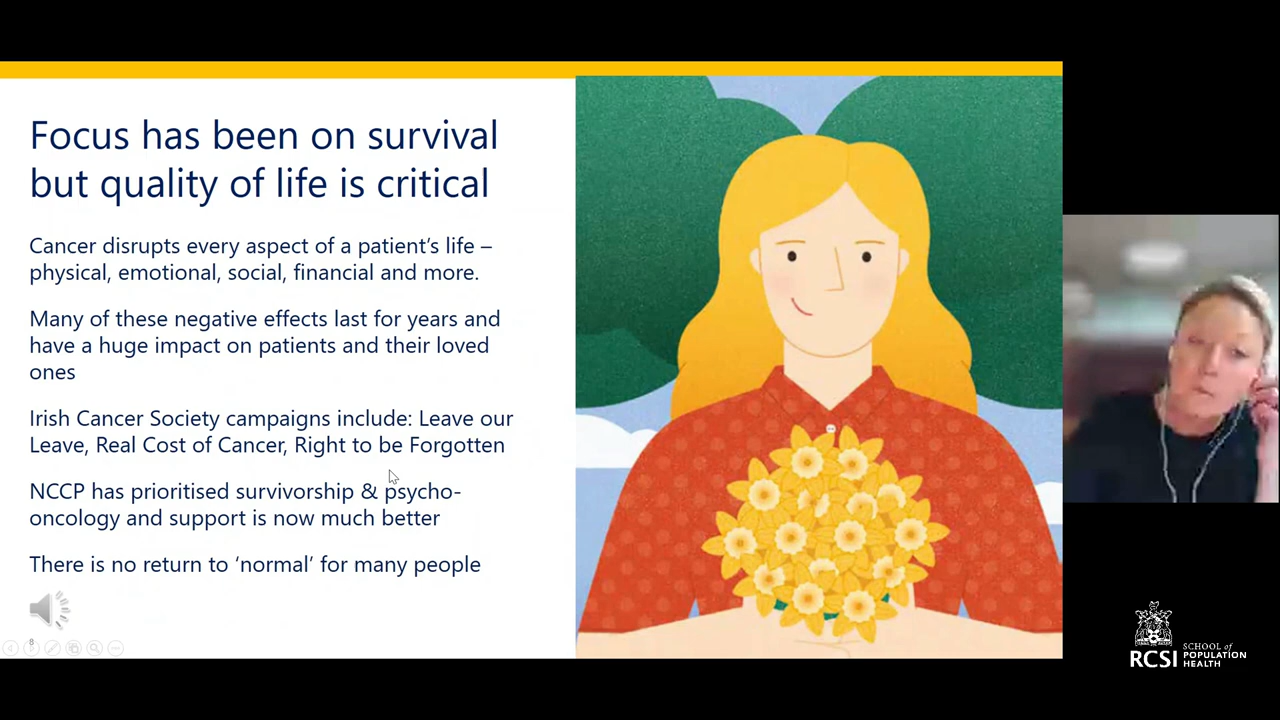 Focus has been on survival
but quality of life is critical
Cancer disrupts every aspect of a patient's life –
physical, emotional, social, financial and more.
Many of these negative effects last for years and
have a huge impact on patients and their loved
ones
Irish Cancer Society campaigns include: Leave our
Leave, Real Cost of Cancer, Right to be Forgotten
NCCP has prioritised survivorship & psycho-
oncology and support is now much better
There is no return to 'normal' for many people
8
RCSI
SCHOOL of
POPULATION
HEALTH